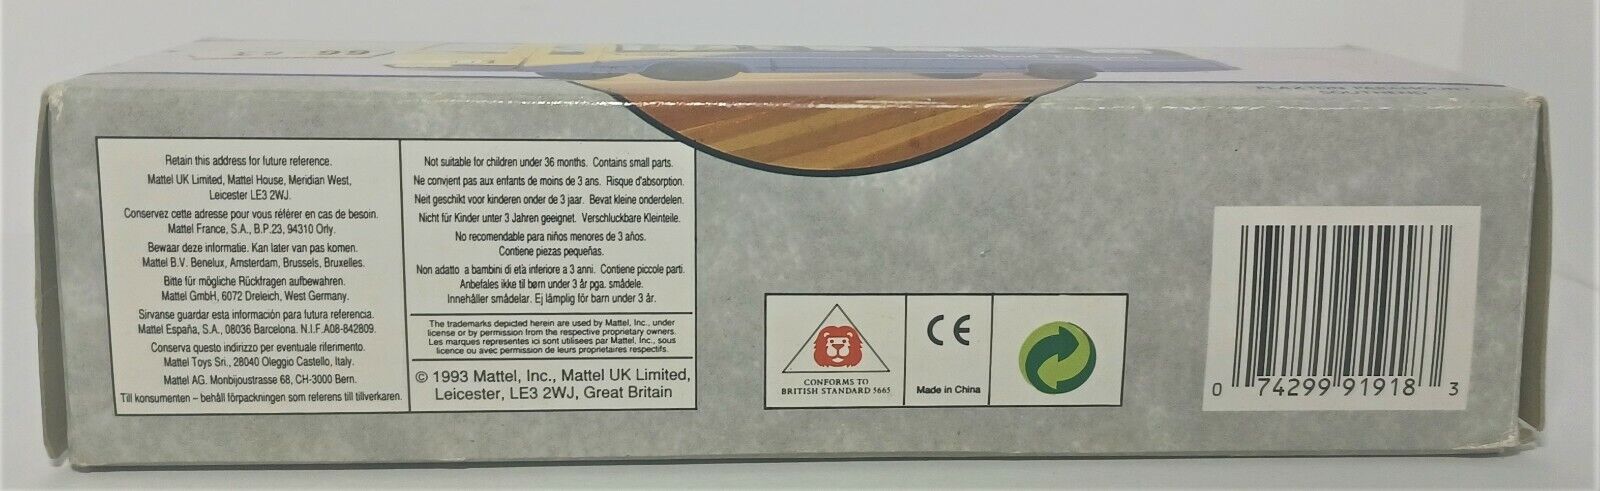 PLAXTON PARAMOUNT
SOUTHEND
Retain this address for future reference.
Mattel UK Limited, Mattel House, Meridian West,
Leicester LE3 2WJ.
Conservez cette adresse pour vous référer en cas de besoin.
Mattel France, S.A., B.P.23, 94310 Orly.
Bewaar deze informatie. Kan later van pas komen.
Mattel B.V. Benelux, Amsterdam, Brussels, Bruxelles.
Bitte für mögliche Rückfragen aufbewahren.
Mattel GmbH, 6072 Dreleich, West Germany.
Sirvanse guardar esta información para futura referencia.
Mattel España, S.A., 08036 Barcelona. N.I.F.A08-842809.
Conserva questo indirizzo per eventuale rifermento.
Mattel Toys Sri., 28040 Oleggio Castello, Italy.
Mattel AG. Monbijoustrasse 68, CH-3000 Bern.
Till konsumenten – behåll förpackningen som referens till tillverkaren.
Not suitable for children under 36 months. Contains small parts.
Ne convient pas aux enfants de moins de 3 ans. Risque d'absorption.
Neit geschikt voor kinderen onder de 3 jaar. Bevat kleine onderdelen.
Nicht für Kinder unter 3 Jahren geeignet. Verschluckbare Kleinteile.
No recomendable para niños menores de 3 años.
Contiene piezas pequeñas.
Non adatto a bambini di età inferiore a 3 anni. Contiene piccole parti.
Anbefales ikke til børn under 3 år pga. smådele.
Innehåller smådelar. Ej lämplig för barn under 3 år.
The trademarks depicted herein are used by Mattel, Inc., under
license or by permission from the respective proprietary owners.
Les marques representes ici sont utilisees par Mattel, Inc., sous
licence ou avec permission de leurs proprietaires respectifs.
© 1993 Mattel, Inc., Mattel UK Limited,
Leicester, LE3 2WJ, Great Britain
CONFORMS TO
BRITISH STANDARD 5665
CE
Made in China
0 74299 91918 3